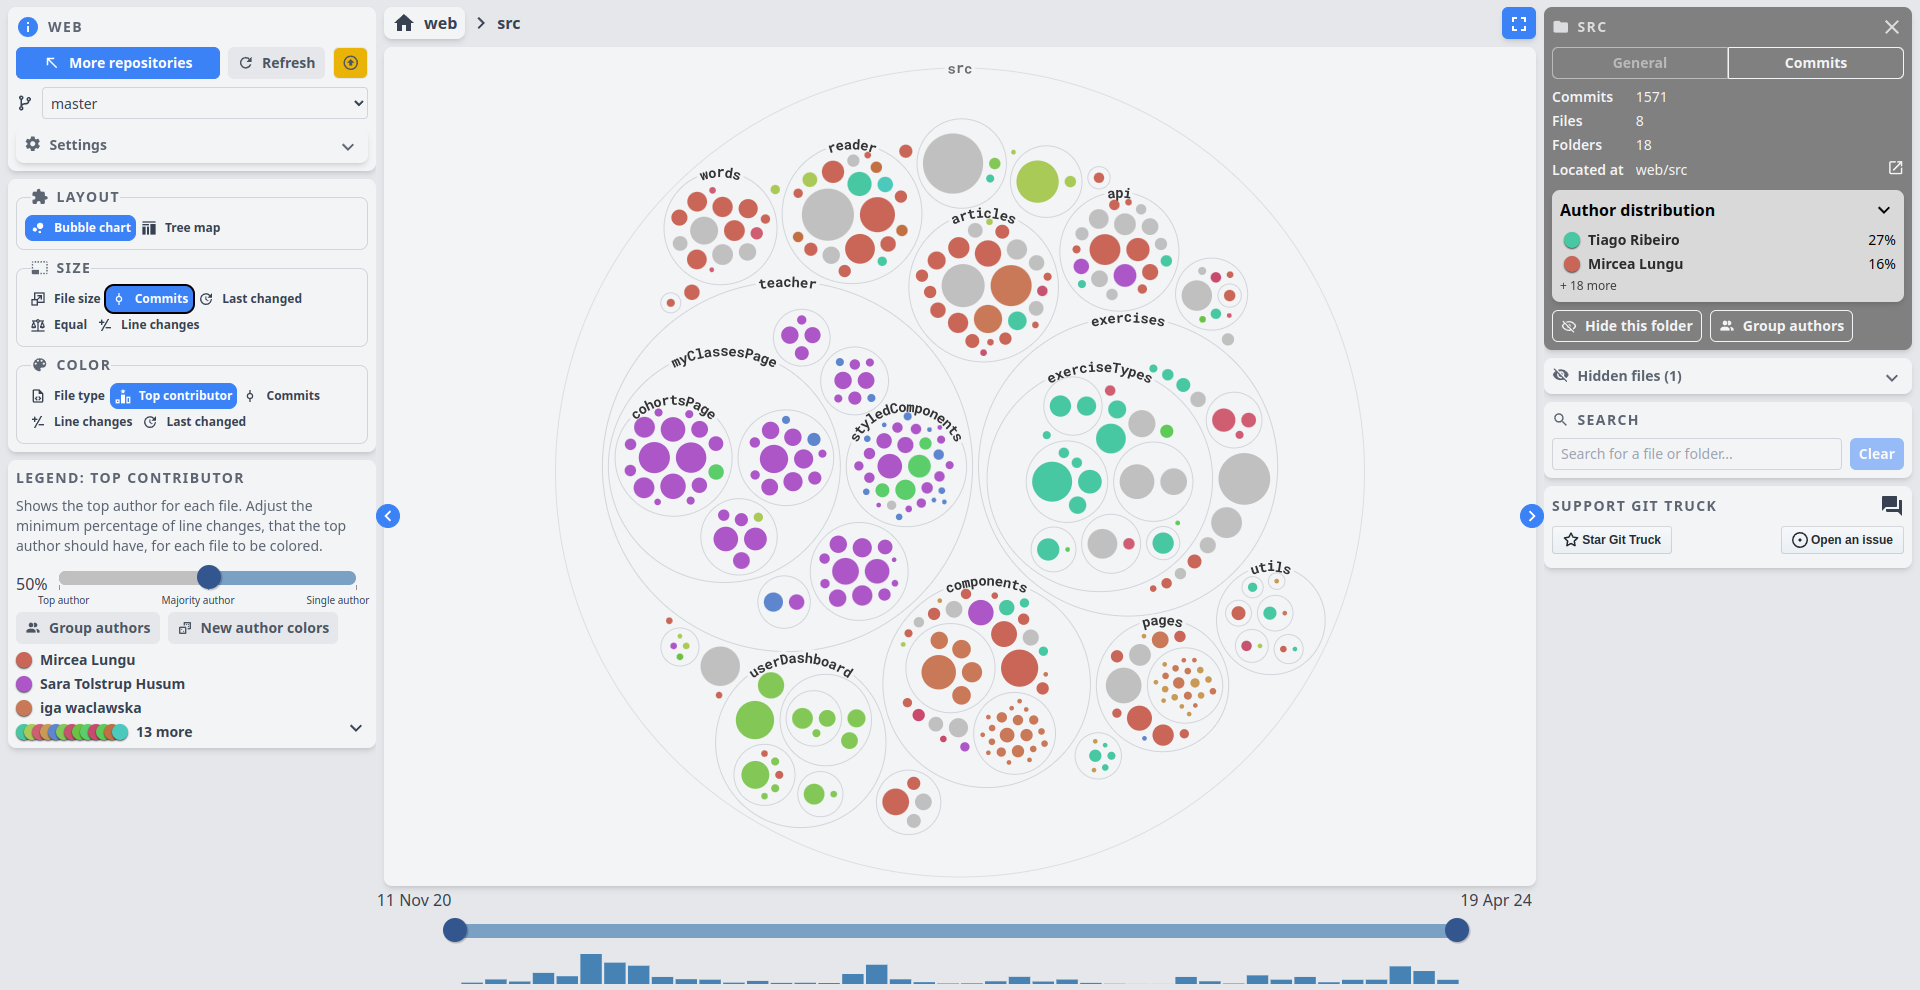 WEB
More repositories
Refresh
master
Settings
LAYOUT
Bubble chart
Tree map
SIZE
File size
Commits
Last changed
Equal
Line changes
COLOR
File type
Top contributor
Commits
Line changes
Last changed
LEGEND: TOP CONTRIBUTOR
Shows the top author for each file. Adjust the
minimum percentage of line changes, that the top
author should have, for each file to be colored.
50%
Top author
Majority author
Single author
Group authors
New author colors
Mircea Lungu
Sara Tolstrup Husum
iga waclawska
13 more
web
src
src
reader
words
api
articles
teacher
exercises
myClassesPage
exerciseTypes
cohortsPage
styledComponents
utils
components
pages
userDashboard
11 Nov 20
19 Apr 24
SRC
General
Commits
Commits 1571
Files 8
Folders 18
Located at web/src
Author distribution
Tiago Ribeiro 27%
Mircea Lungu 16%
+ 18 more
Hide this folder
Group authors
Hidden files (1)
SEARCH
Search for a file or folder...
Clear
SUPPORT GIT TRUCK
Star Git Truck
Open an issue